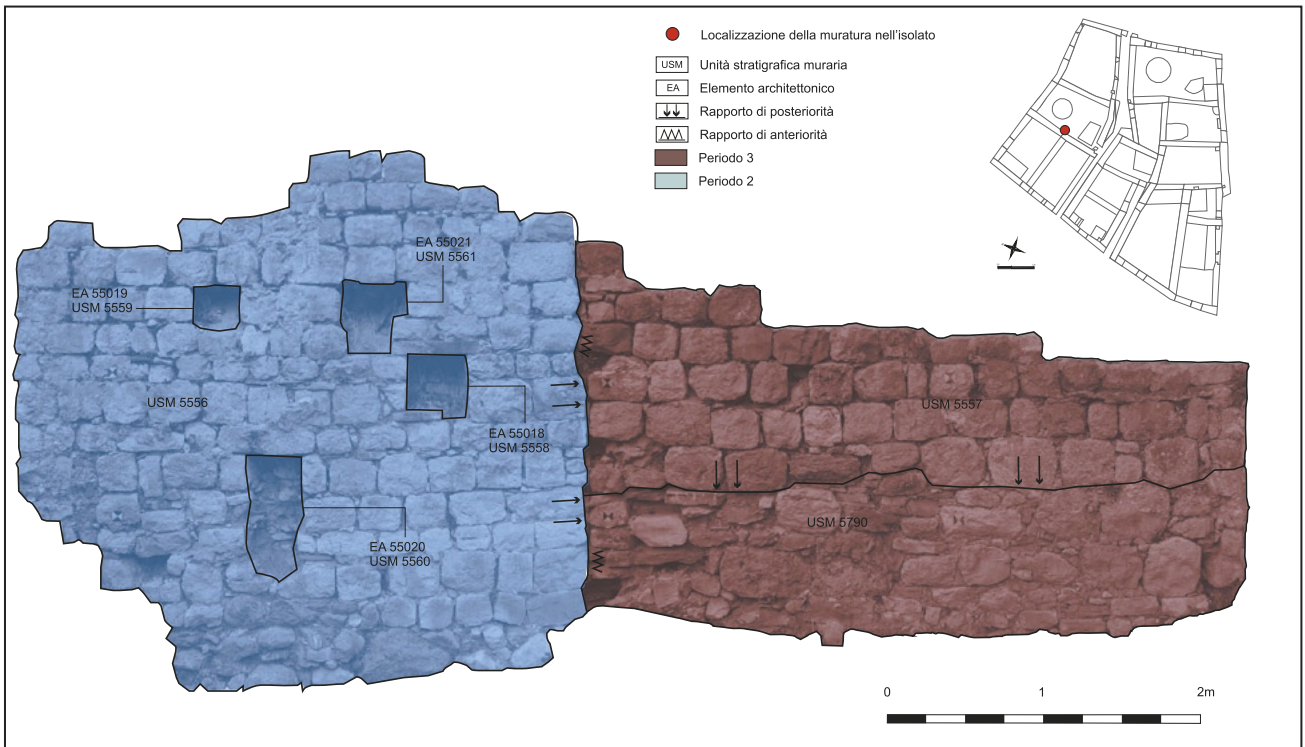 Localizzazione della muratura nell'isolato
USM Unità stratigrafica muraria
EA Elemento architettonico
Rapporto di posteriorità
Rapporto di anteriorità
Periodo 3
Periodo 2
EA 55021
USM 5561
EA 55019
USM 5559
USM 5556
USM 5557
EA 55018
USM 5558
USM 5790
EA 55020
USM 5560
0 1 2m